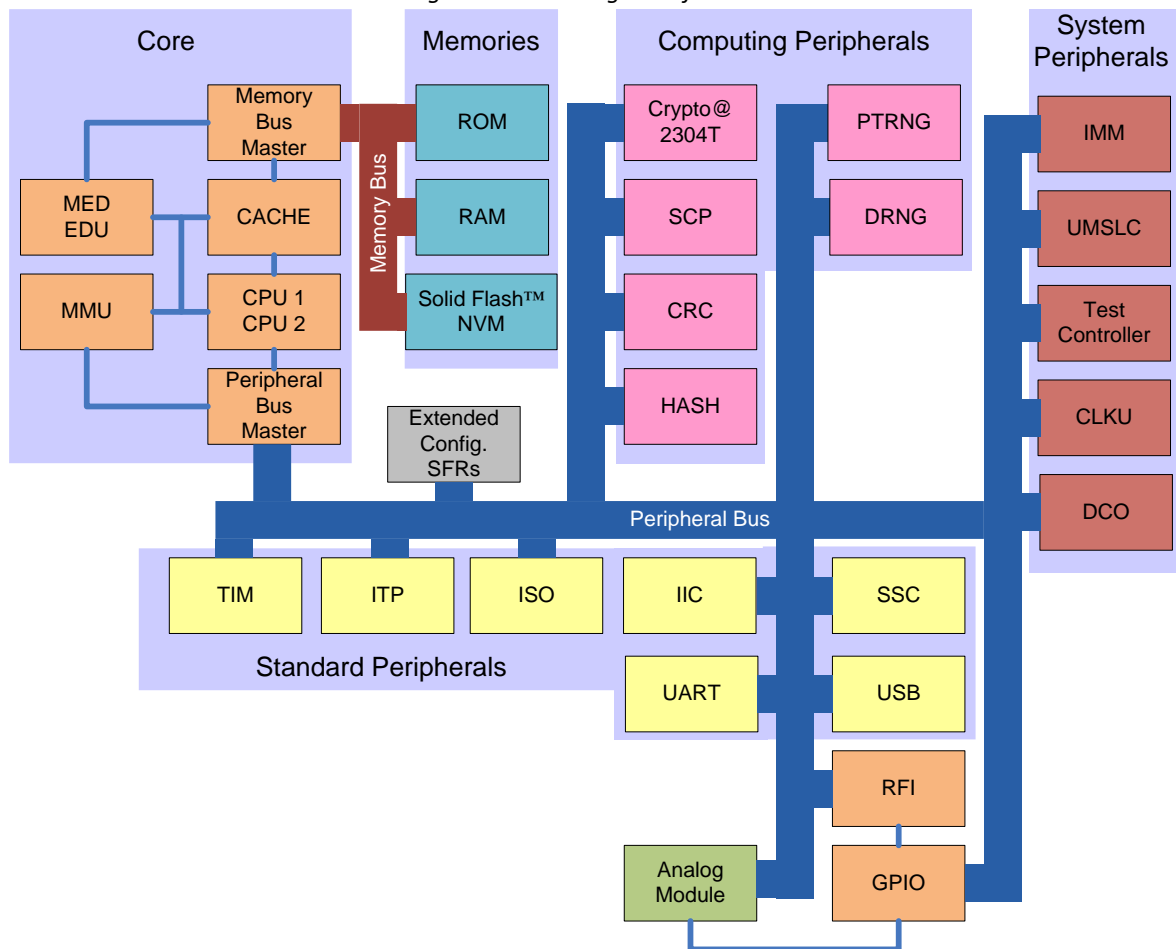 Core
Memories
Computing Peripherals
System
Peripherals
Memory
Bus
Master
MED
EDU
CACHE
MMU
CPU 1
CPU 2
Peripheral
Bus
Master
Memory Bus
ROM
RAM
Solid Flash™
NVM
Crypto@
2304T
SCP
CRC
HASH
PTRNG
DRNG
IMM
UMSLC
Test
Controller
CLKU
DCO
Extended
Config.
SFRs
Peripheral Bus
TIM
ITP
ISO
IIC
SSC
Standard Peripherals
UART
USB
RFI
Analog
Module
GPIO